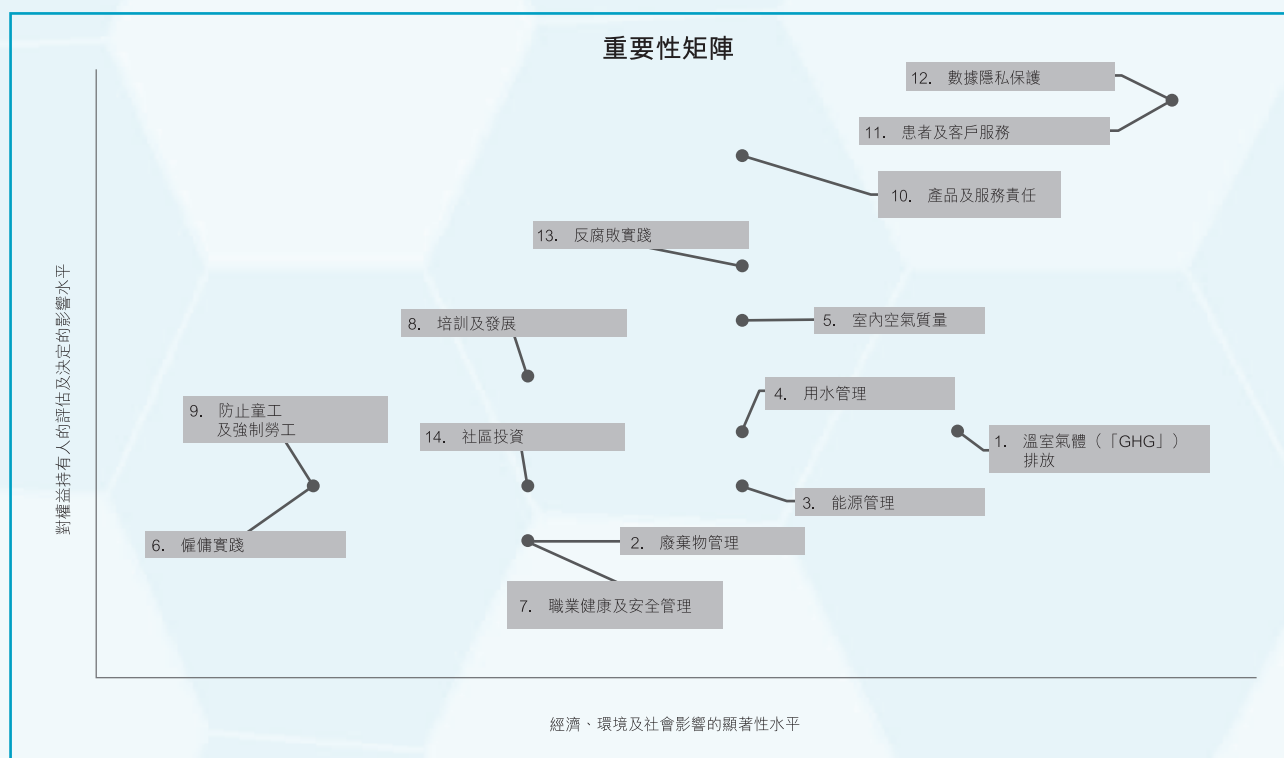 重要性矩陣
12. 數據隱私保護
11. 患者及客戶服務
10. 產品及服務責任
13. 反腐敗實踐
8. 培訓及發展
5. 室內空氣質量
4. 用水管理
9. 防止童工
及強制勞工
14. 社區投資
1. 溫室氣體（「GHG」）
排放
3. 能源管理
6. 僱傭實踐
2. 廢棄物管理
7. 職業健康及安全管理
對權益持有人的評估及決定的影響水平
經濟、環境及社會影響的顯著性水平